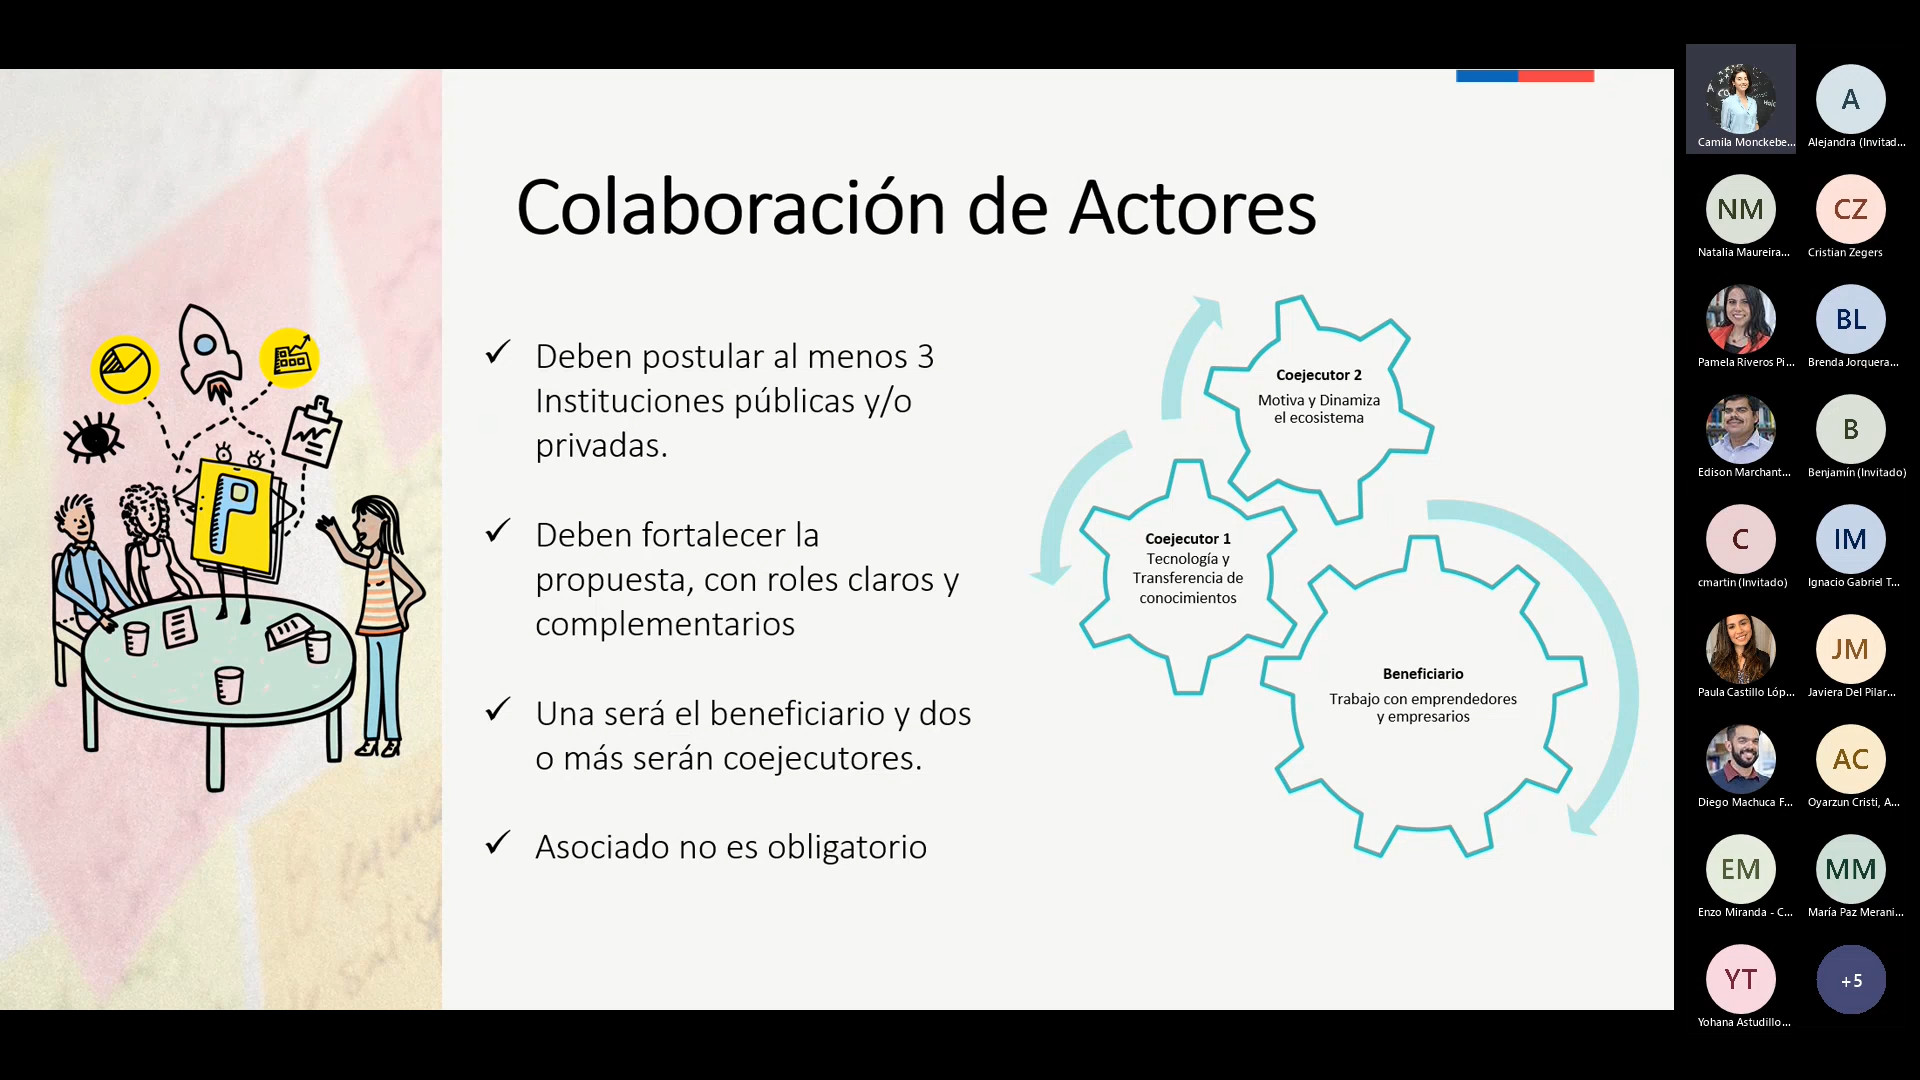 Colaboración de Actores
Deben postular al menos 3
Instituciones públicas y/o
privadas.
Deben fortalecer la
propuesta, con roles claros y
complementarios
Una será el beneficiario y dos
o más serán coejecutores.
Asociado no es obligatorio
P
Coejecutor 2
Motiva y Dinamiza
el ecosistema
Coejecutor 1
Tecnología y
Transferencia de
conocimientos
Beneficiario
Trabajo con emprendedores
y empresarios
Camila Monckebe...
A
Alejandra (Invitad...
NM
Natalia Maureira...
CZ
Cristian Zegers
Pamela Riveros Pi...
BL
Brenda Jorquera...
Edison Marchant...
B
Benjamín (Invitado)
C
cmartin (Invitado)
IM
Ignacio Gabriel T...
Paula Castillo Lóp...
JM
Javiera Del Pilar...
Diego Machuca F...
AC
Oyarzun Cristi, A...
EM
Enzo Miranda - C...
MM
María Paz Merani...
YT
Yohana Astudillo...
+5